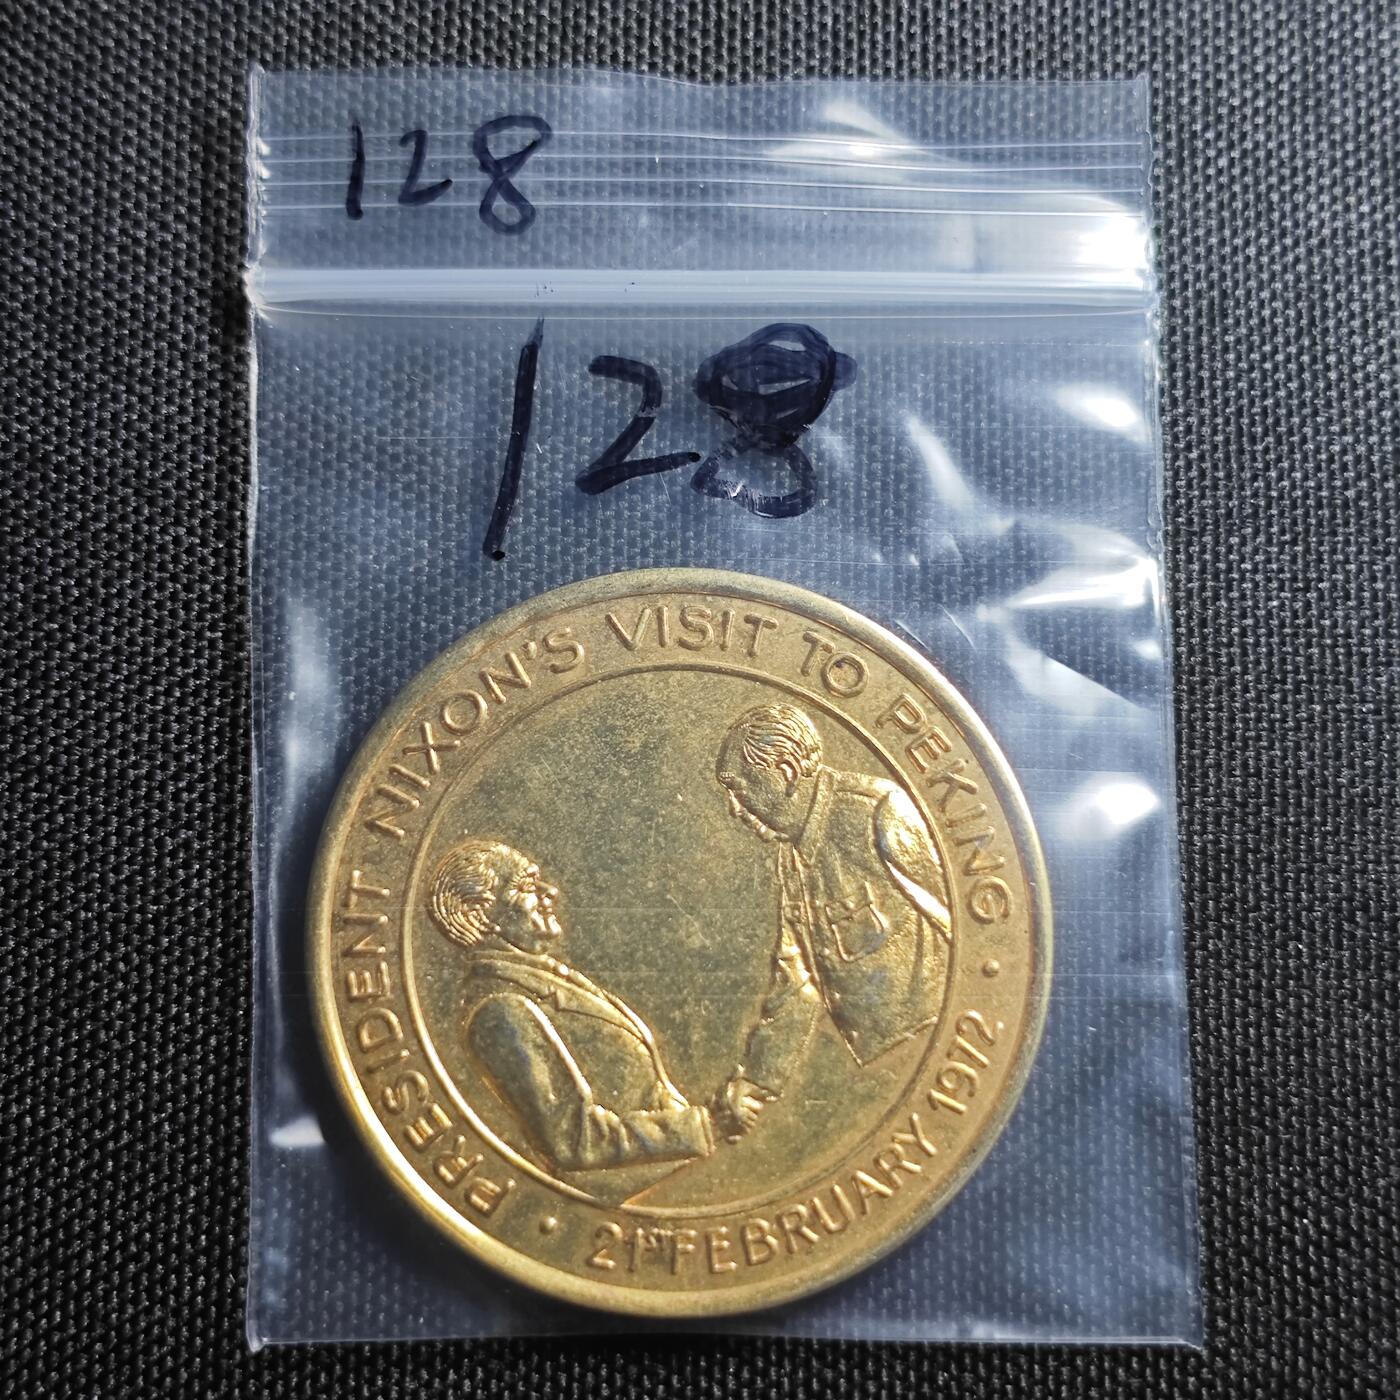 128
128
PRESIDENT NIXON'S VISIT TO PEKING
• 21ST FEBRUARY 1972 •